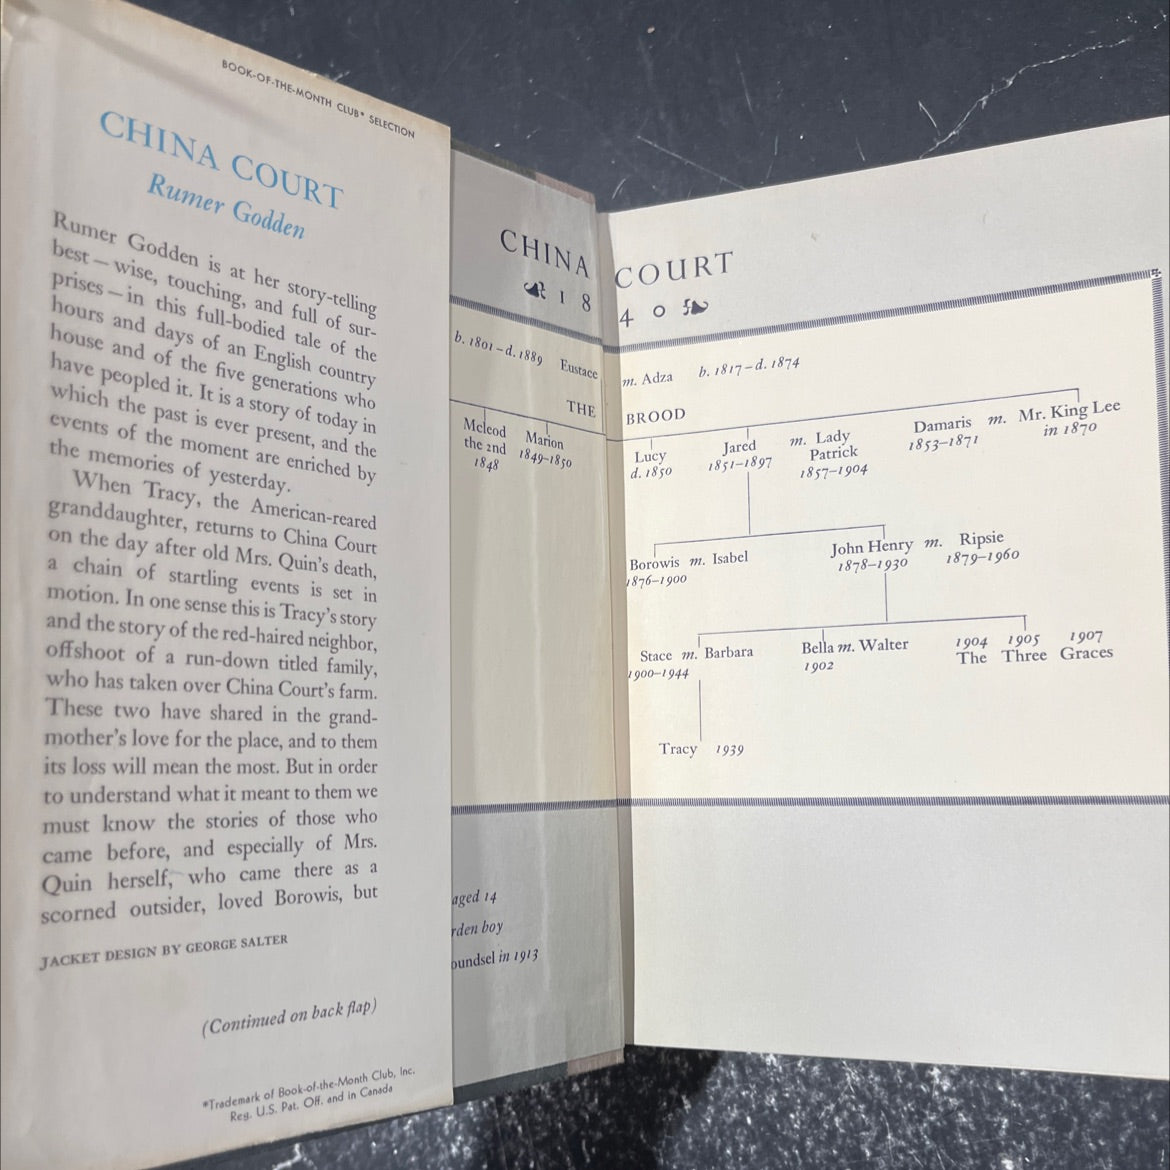 BOOK-OF-THE-MONTH CLUB* SELECTION
CHINA COURT
Rumer Godden
Rumer Godden is at her story-telling
best—wise, touching, and full of sur-
prises—in this full-bodied tale of the
hours and days of an English country
house and of the five generations who
have peopled it. It is a story of today in
which the past is ever present, and the
events of the moment are enriched by
the memories of yesterday.
When Tracy, the American-reared
granddaughter, returns to China Court
on the day after old Mrs. Quin's death,
a chain of startling events is set in
motion. In one sense this is Tracy's story
and the story of the red-haired neighbor,
offshoot of a run-down titled family,
who has taken over China Court's farm.
These two have shared in the grand-
mother's love for the place, and to them
its loss will mean the most. But in order
to understand what it meant to them we
must know the stories of those who
came before, and especially of Mrs.
Quin herself, who came there as a
scorned outsider, loved Borowis, but
JACKET DESIGN BY GEORGE SALTER
(Continued on back flap)
*Trademark of Book-of-the-Month Club, Inc.
Reg. U.S. Pat. Off. and in Canada
CHINA COURT
1840
b. 1801–d. 1889 Eustace m. Adza b. 1817–d. 1874
THE BROOD
Mcleod the 2nd 1848
Marion 1849–1850
Lucy d. 1850
Jared 1851–1897 m. Lady Patrick 1857–1904
Damaris 1853–1871 m. Mr. King Lee in 1870
Borowis m. Isabel
1876–1900
John Henry m. Ripsie
1878–1930 1879–1960
Stace m. Barbara
1900–1944
Bella m. Walter
1902
1904 1905 1907
The Three Graces
Tracy 1939
aged 14
rden boy
oundsel in 1913